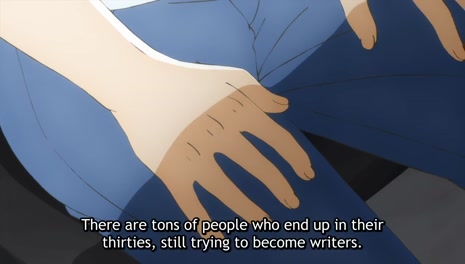 There are tons of people who end up in their
thirties, still trying to become writers.